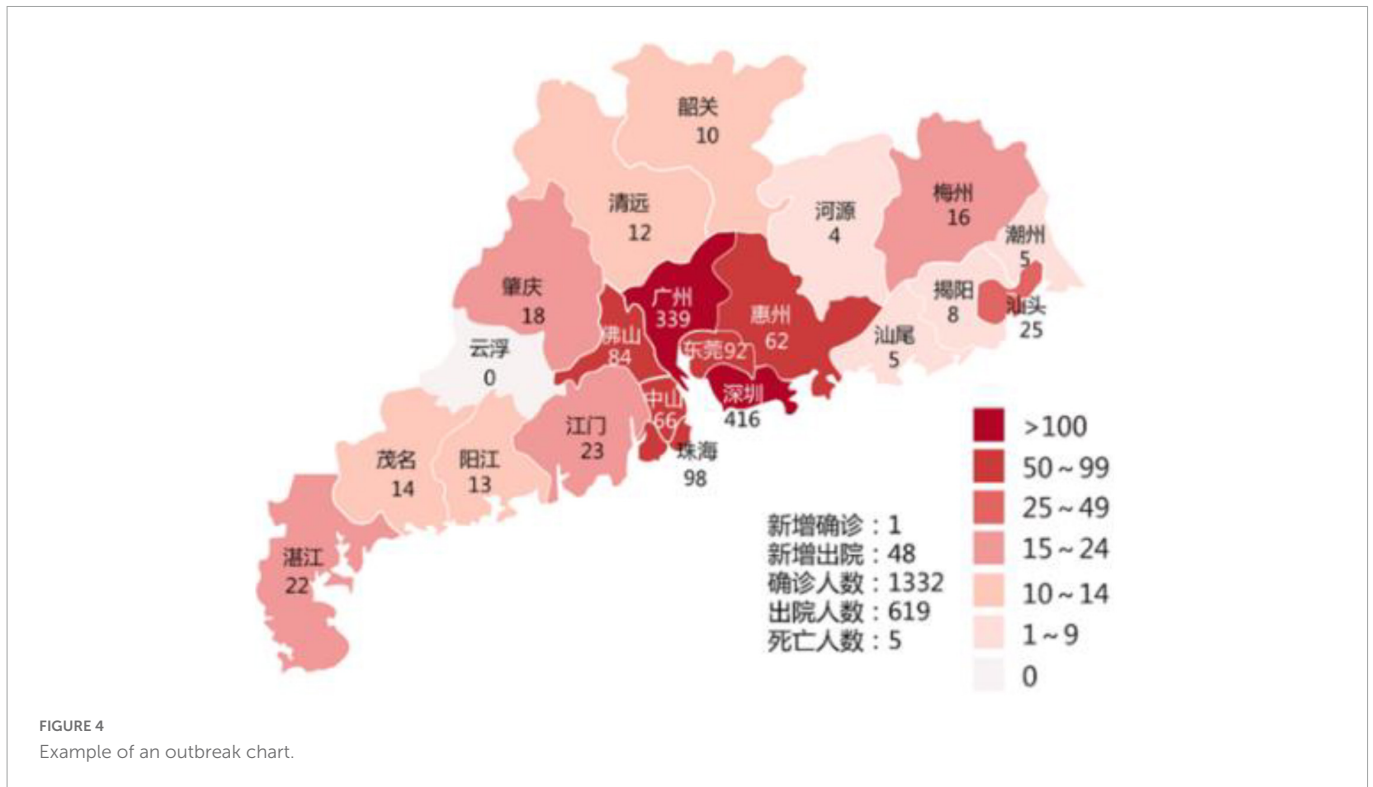 韶关
10
清远
12
河源
4
梅州
16
潮州
5
肇庆
18
广州
339
惠州
62
揭阳
8
汕头
25
佛山
84
东莞92
汕尾
5
云浮
0
深圳
416
中山
66
江门
23
珠海
98
茂名
14
阳江
13
湛江
22
>100
50~99
25~49
15~24
10~14
1~9
0
新增确诊：1
新增出院：48
确诊人数：1332
出院人数：619
死亡人数：5
FIGURE 4
Example of an outbreak chart.